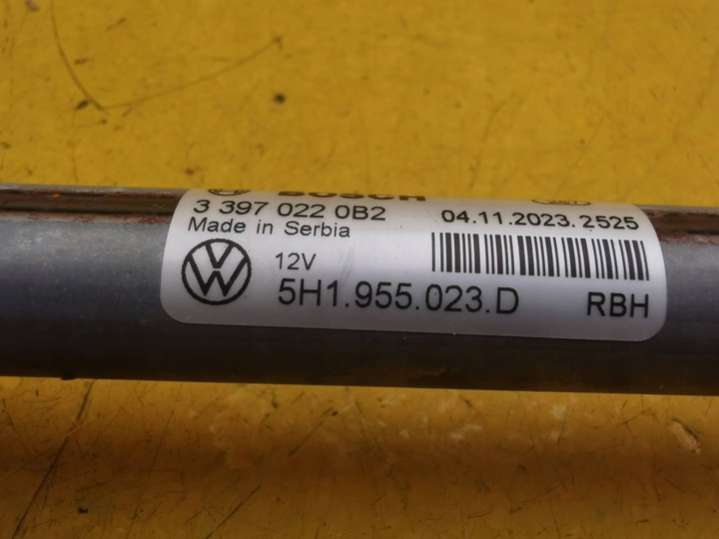 BOSCH
3 397 022 0B2
04.11.2023.2525
Made in Serbia
12V
5H1.955.023.D
RBH